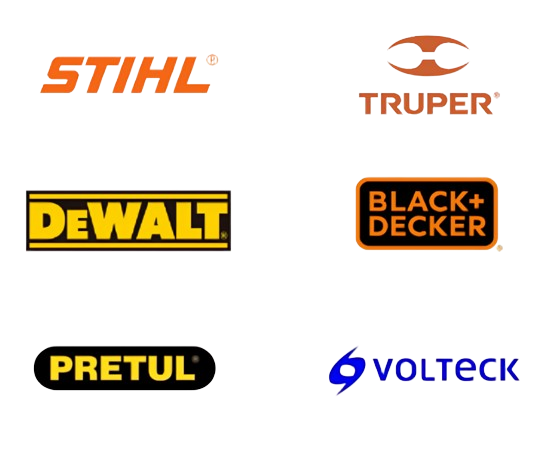 STIHL®
TRUPER®
DEWALT®
BLACK+
DECKER®
PRETUL®
VOLTECK